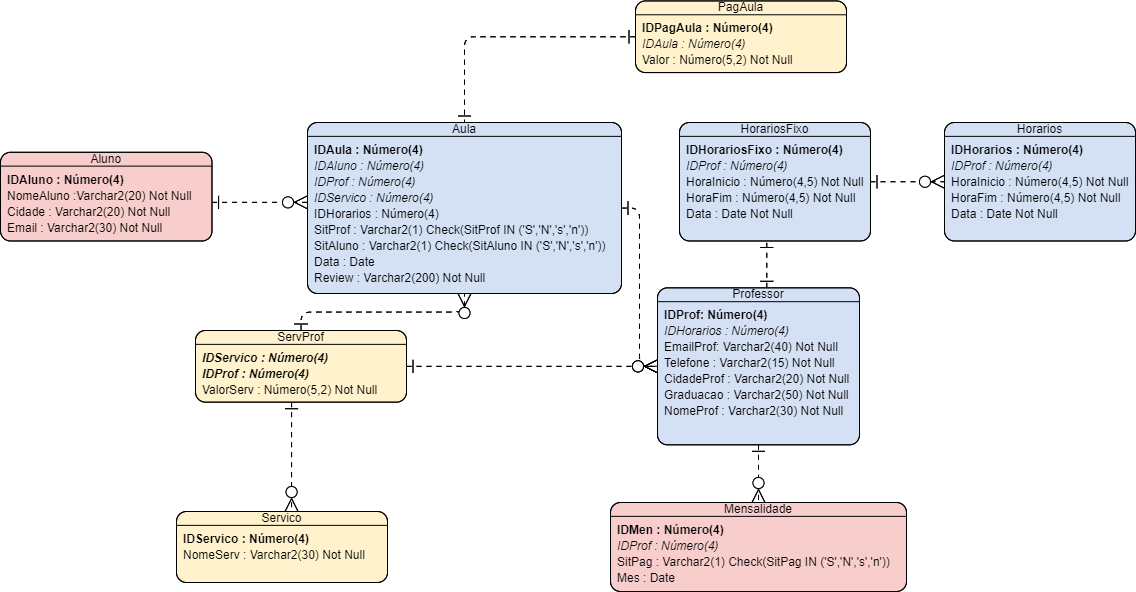 PagAula
IDPagAula : Número(4)
IDAula : Número(4)
Valor : Número(5,2) Not Null
Aula
IDAula : Número(4)
IDAluno : Número(4)
IDProf : Número(4)
IDServico : Número(4)
IDHorarios : Número(4)
SitProf : Varchar2(1) Check(SitProf IN ('S','N','s','n'))
SitAluno : Varchar2(1) Check(SitAluno IN ('S','N','s','n'))
Data : Date
Review : Varchar2(200) Not Null
HorariosFixo
IDHorariosFixo : Número(4)
IDProf : Número(4)
HoraInicio : Número(4,5) Not Null
HoraFim : Número(4,5) Not Null
Data : Date Not Null
Horarios
IDHorarios : Número(4)
IDProf : Número(4)
HoraInicio : Número(4,5) Not Null
HoraFim : Número(4,5) Not Null
Data : Date Not Null
Aluno
IDAluno : Número(4)
NomeAluno :Varchar2(20) Not Null
Cidade : Varchar2(20) Not Null
Email : Varchar2(30) Not Null
Professor
IDProf: Número(4)
IDHorarios : Número(4)
EmailProf: Varchar2(40) Not Null
Telefone : Varchar2(15) Not Null
CidadeProf : Varchar2(20) Not Null
Graduacao : Varchar2(50) Not Null
NomeProf : Varchar2(30) Not Null
ServProf
IDServico : Número(4)
IDProf : Número(4)
ValorServ : Número(5,2) Not Null
Servico
IDServico : Número(4)
NomeServ : Varchar2(30) Not Null
Mensalidade
IDMen : Número(4)
IDProf : Número(4)
SitPag : Varchar2(1) Check(SitPag IN ('S','N','s','n'))
Mes : Date